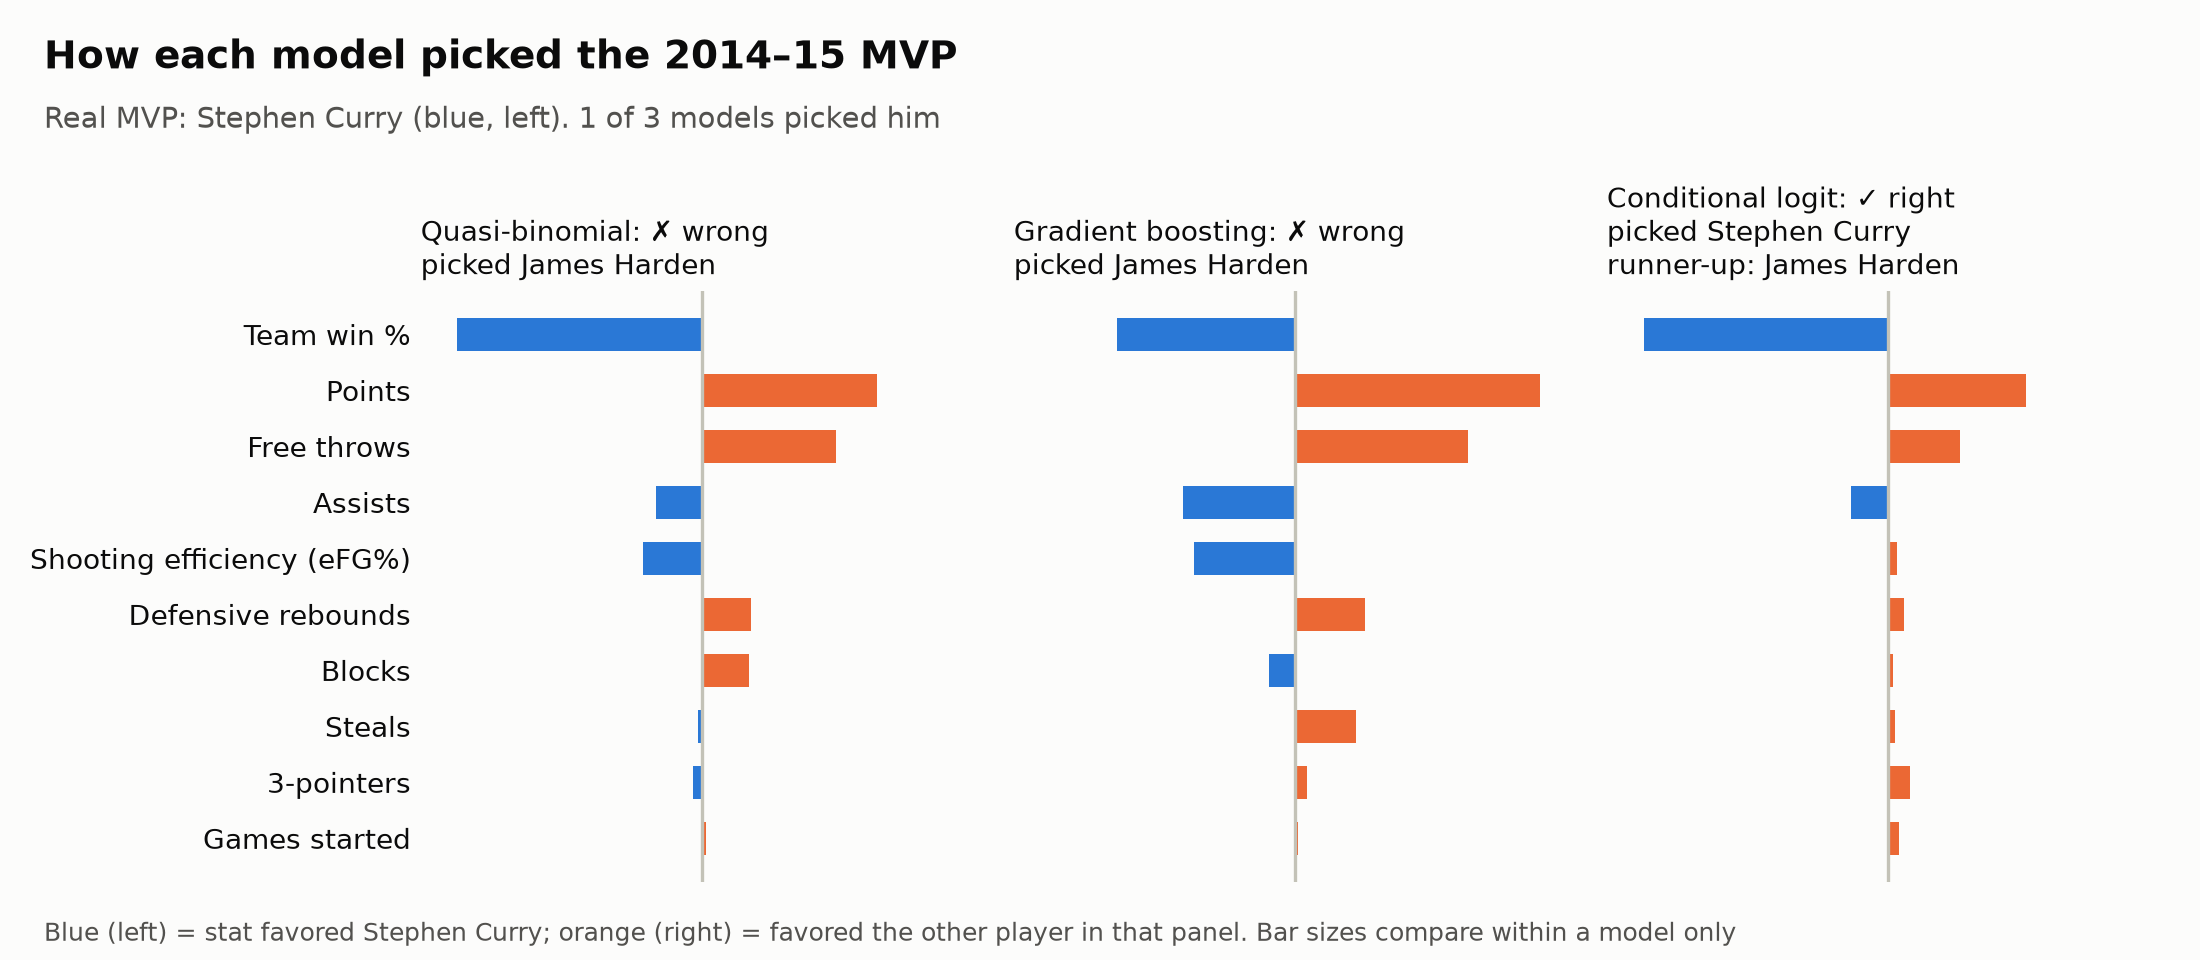 How each model picked the 2014–15 MVP
Real MVP: Stephen Curry (blue, left). 1 of 3 models picked him
Quasi-binomial: ✗ wrong
picked James Harden
Gradient boosting: ✗ wrong
picked James Harden
Conditional logit: ✓ right
picked Stephen Curry
runner-up: James Harden
Team win %
Points
Free throws
Assists
Shooting efficiency (eFG%)
Defensive rebounds
Blocks
Steals
3-pointers
Games started
Blue (left) = stat favored Stephen Curry; orange (right) = favored the other player in that panel. Bar sizes compare within a model only